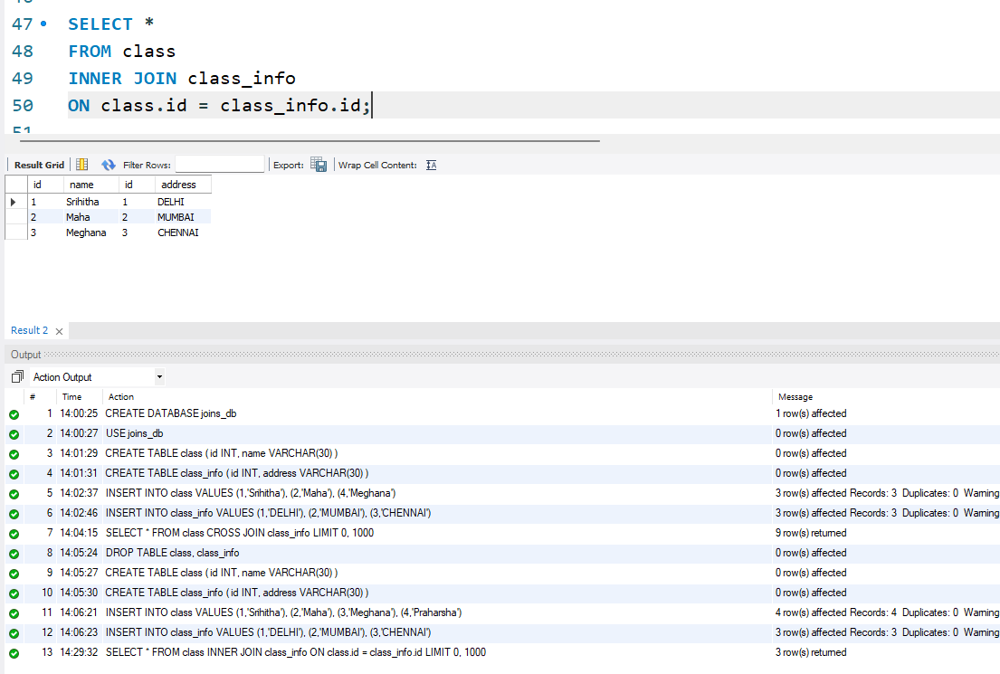 47 SELECT *
48 FROM class
49 INNER JOIN class_info
50 ON class.id = class_info.id;
51
Result Grid Filter Rows: Export: Wrap Cell Content: IA
id name id address
1 Srihitha 1 DELHI
2 Maha 2 MUMBAI
3 Meghana 3 CHENNAI
Result 2
Output
Action Output
# Time Action Message
1 14:00:25 CREATE DATABASE joins_db 1 row(s) affected
2 14:00:27 USE joins_db 0 row(s) affected
3 14:01:29 CREATE TABLE class ( id INT, name VARCHAR(30) ) 0 row(s) affected
4 14:01:31 CREATE TABLE class_info ( id INT, address VARCHAR(30) ) 0 row(s) affected
5 14:02:37 INSERT INTO class VALUES (1,'Srihitha'), (2,'Maha'), (4,'Meghana') 3 row(s) affected Records: 3 Duplicates: 0 Warning
6 14:02:46 INSERT INTO class_info VALUES (1,'DELHI'), (2,'MUMBAI'), (3,'CHENNAI') 3 row(s) affected Records: 3 Duplicates: 0 Warning
7 14:04:15 SELECT * FROM class CROSS JOIN class_info LIMIT 0, 1000 9 row(s) returned
8 14:05:24 DROP TABLE class, class_info 0 row(s) affected
9 14:05:27 CREATE TABLE class ( id INT, name VARCHAR(30) ) 0 row(s) affected
10 14:05:30 CREATE TABLE class_info ( id INT, address VARCHAR(30) ) 0 row(s) affected
11 14:06:21 INSERT INTO class VALUES (1,'Srihitha'), (2,'Maha'), (3,'Meghana'), (4,'Praharsha') 4 row(s) affected Records: 4 Duplicates: 0 Warning
12 14:06:23 INSERT INTO class_info VALUES (1,'DELHI'), (2,'MUMBAI'), (3,'CHENNAI') 3 row(s) affected Records: 3 Duplicates: 0 Warning
13 14:29:32 SELECT * FROM class INNER JOIN class_info ON class.id = class_info.id LIMIT 0, 1000 3 row(s) returned